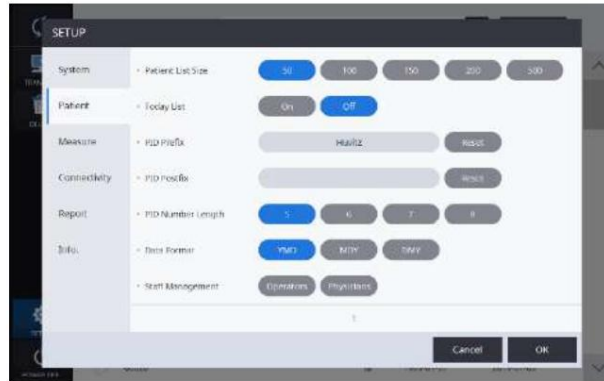 SETUP
System
Patient
Measure
Connectivity
Report
Info.
Patient List Size 50 100 150 200 500
Today List On Off
PID Prefix Huvitz Reset
PID Postfix Reset
PID Number Length 5 6 7 8
Date Format YMD MDY DMY
Staff Management Operators Physicians
1
Cancel OK